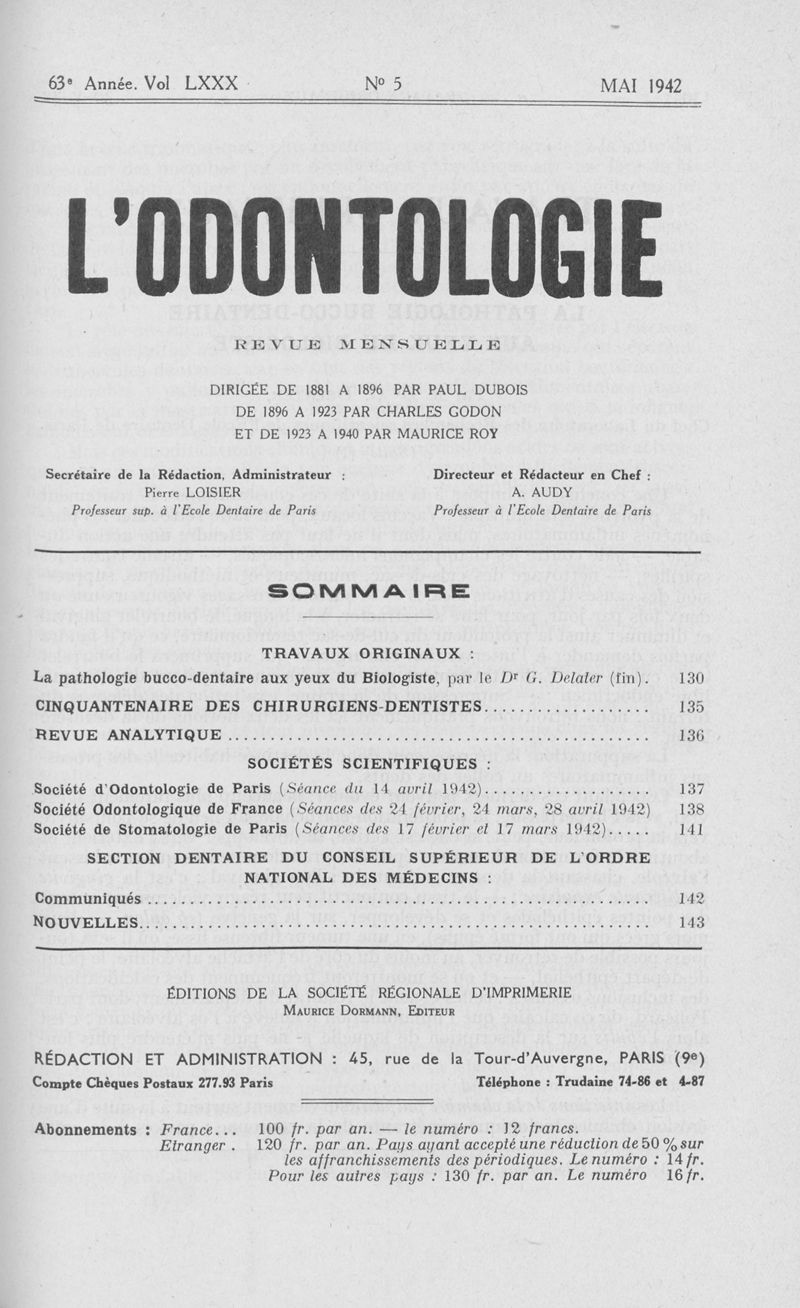 63e Année. Vol LXXX N° 5 MAI 1942
L'ODONTOLOGIE
REVUE MENSUELLE
DIRIGÉE DE 1881 A 1896 PAR PAUL DUBOIS
DE 1896 A 1923 PAR CHARLES GODON
ET DE 1923 A 1940 PAR MAURICE ROY
Secrétaire de la Rédaction, Administrateur : Directeur et Rédacteur en Chef :
Pierre LOISIER A. AUDY
Professeur sup. à l'Ecole Dentaire de Paris Professeur à l'Ecole Dentaire de Paris
SOMMAIRE
TRAVAUX ORIGINAUX :
La pathologie bucco-dentaire aux yeux du Biologiste, par le Dr G. Delater (fin). 130
CINQUANTENAIRE DES CHIRURGIENS-DENTISTES.................... 135
REVUE ANALYTIQUE .................................................. 136
SOCIÉTÉS SCIENTIFIQUES :
Société d'Odontologie de Paris (Séance du 14 avril 1942).................... 137
Société Odontologique de France (Séances des 24 février, 24 mars, 28 avril 1942) 138
Société de Stomatologie de Paris (Séances des 17 février et 17 mars 1942)..... 141
SECTION DENTAIRE DU CONSEIL SUPÉRIEUR DE L'ORDRE
NATIONAL DES MÉDECINS :
Communiqués ............................................................ 142
NOUVELLES............................................................. 143
ÉDITIONS DE LA SOCIÉTÉ RÉGIONALE D'IMPRIMERIE
MAURICE DORMANN, EDITEUR
RÉDACTION ET ADMINISTRATION : 45, rue de la Tour-d'Auvergne, PARIS (9e)
Compte Chèques Postaux 277.93 Paris Téléphone : Trudaine 74-86 et 4-87
Abonnements : France... 100 fr. par an. — le numéro : 12 francs.
Etranger . 120 fr. par an. Pays ayant accepté une réduction de 50 % sur
les affranchissements des périodiques. Le numéro : 14 fr.
Pour les autres pays : 130 fr. par an. Le numéro 16 fr.